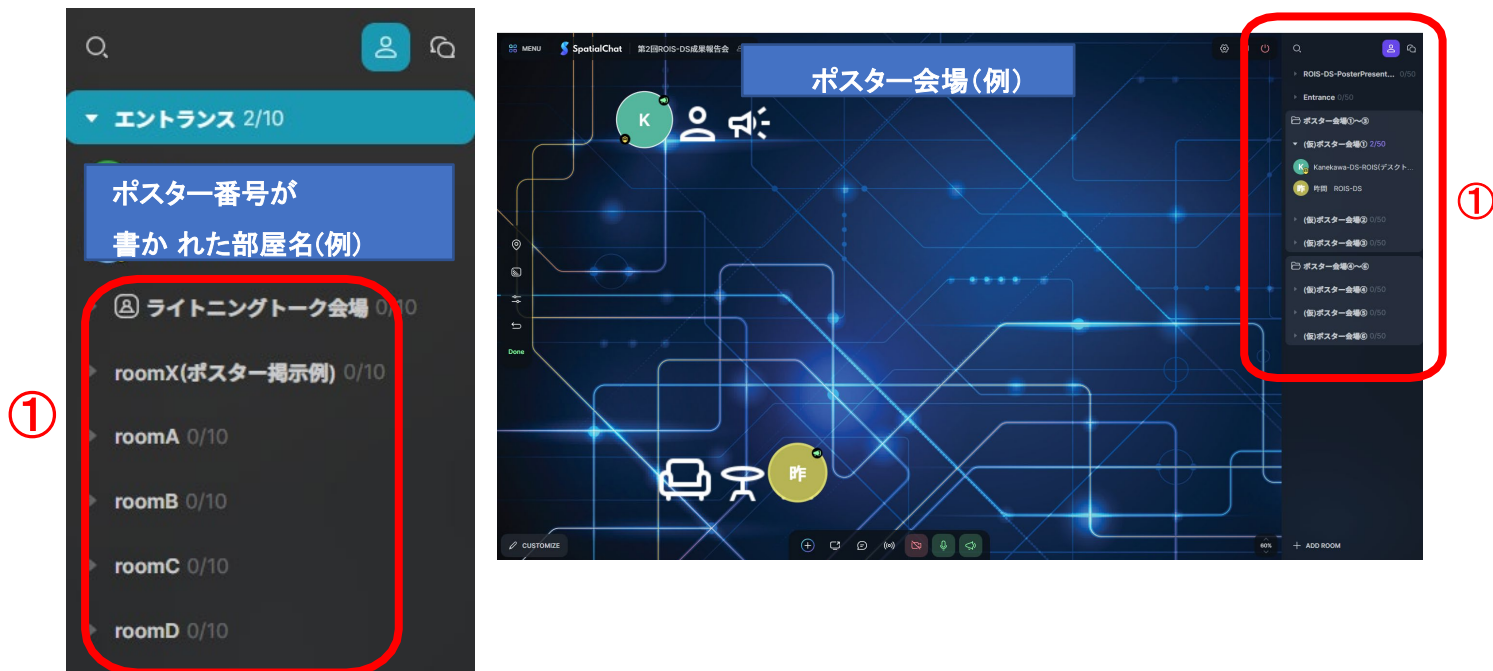 エントランス 2/10
ポスター番号が
書か れた部屋名(例)
ライトニングトーク会場 0/10
roomX(ポスター掲示例) 0/10
①
roomA 0/10
roomB 0/10
roomC 0/10
roomD 0/10
MENU
SpatialChat
第2回ROIS-DS成果報告会
ポスター会場(例)
K
昨
Done
CUSTOMIZE
60%
ROIS-DS-PosterPresent... 0/50
Entrance 0/50
ポスター会場①～③
(仮)ポスター会場① 2/50
K
Kanekawa-DS-ROIS(デスクト...
昨
昨間 ROIS-DS
(仮)ポスター会場② 0/50
(仮)ポスター会場③ 0/50
ポスター会場④～⑥
(仮)ポスター会場④ 0/50
(仮)ポスター会場⑤ 0/50
(仮)ポスター会場⑥ 0/50
+ ADD ROOM
①